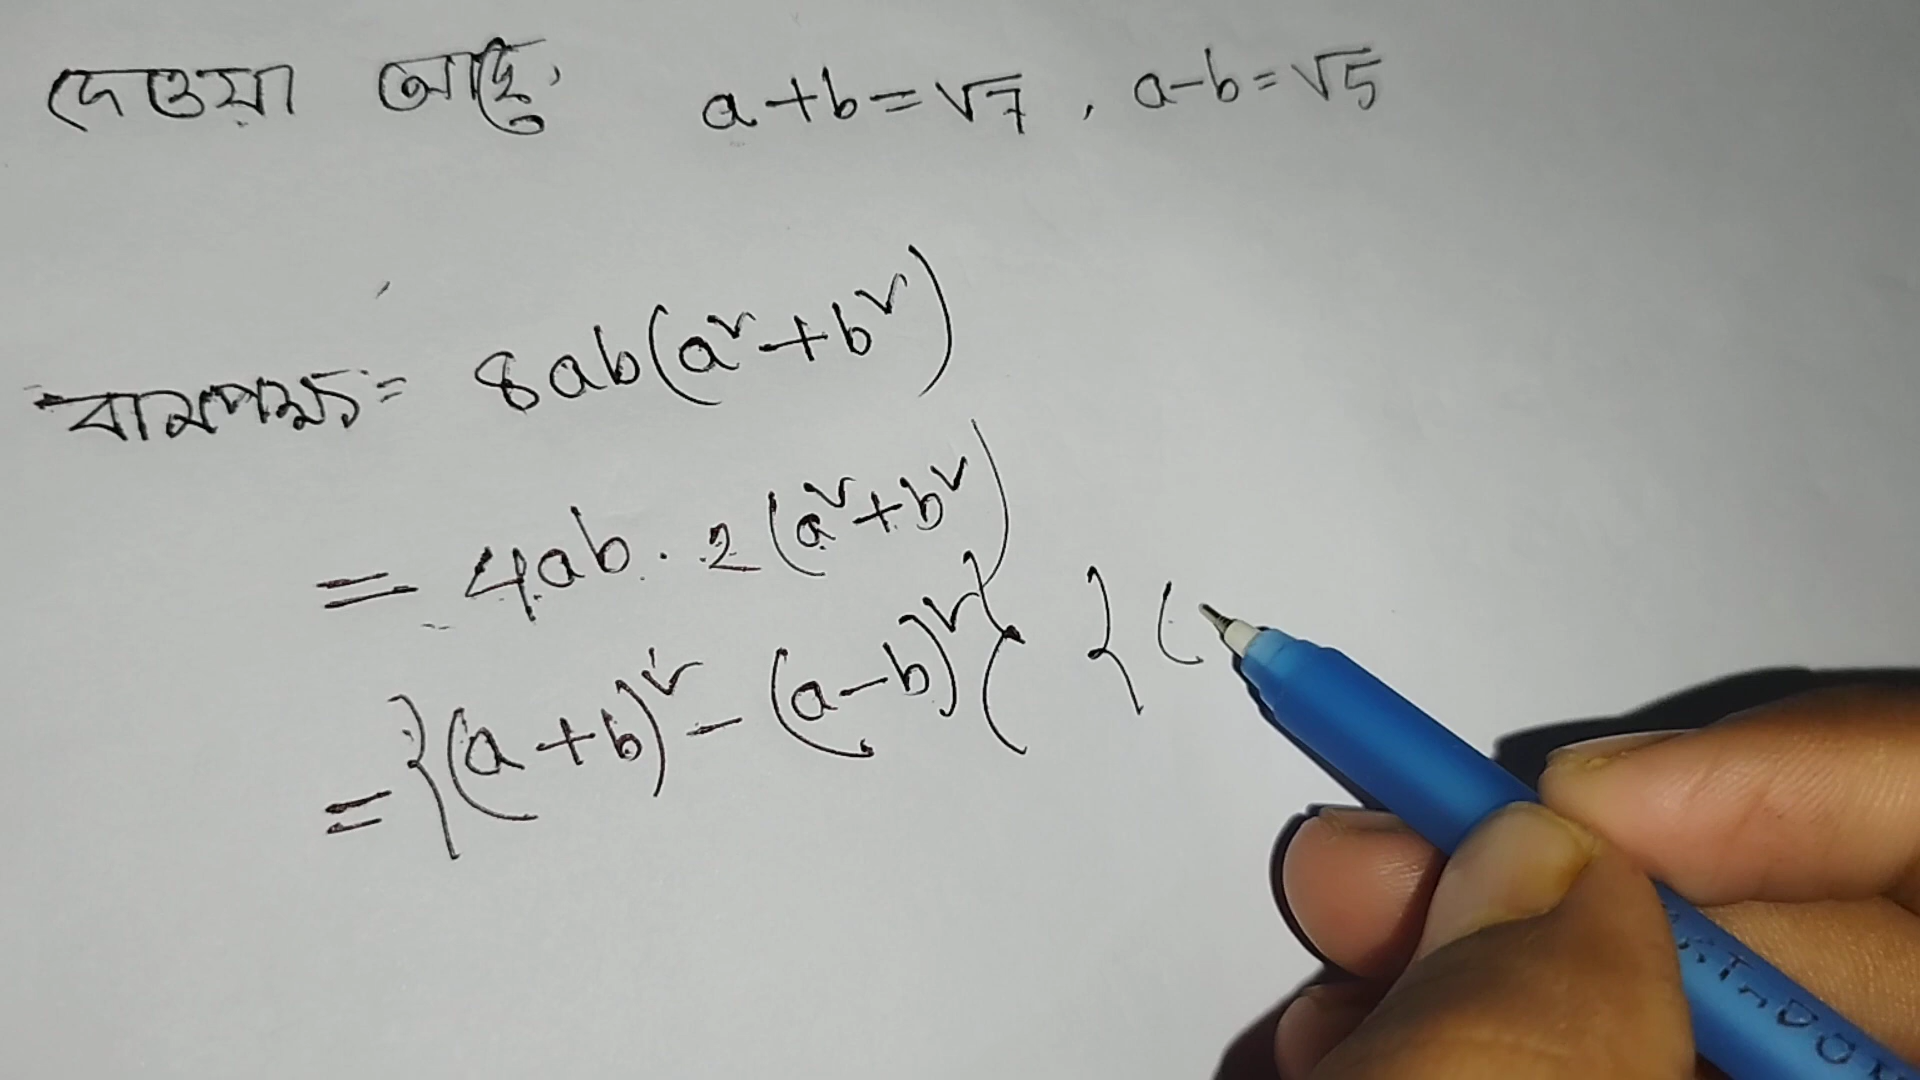 দেওয়া আছে, a+b=√7, a-b=√5
বামপক্ষ= 8ab(a²+b²)
= 4ab.2(a²+b²)
={(a+b)²-(a-b)²} {(